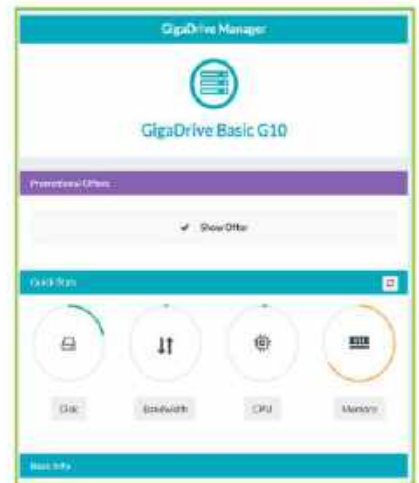 GigaDrive Manager
GigaDrive Basic G10
Promotional Offers
Show Offer
Quick Stats
Disk Bandwidth CPU Memory
Basic Info